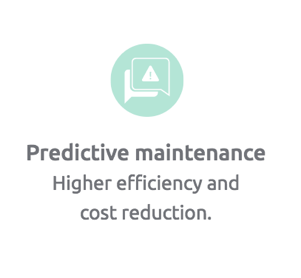 Predictive maintenance
Higher efficiency and
cost reduction.